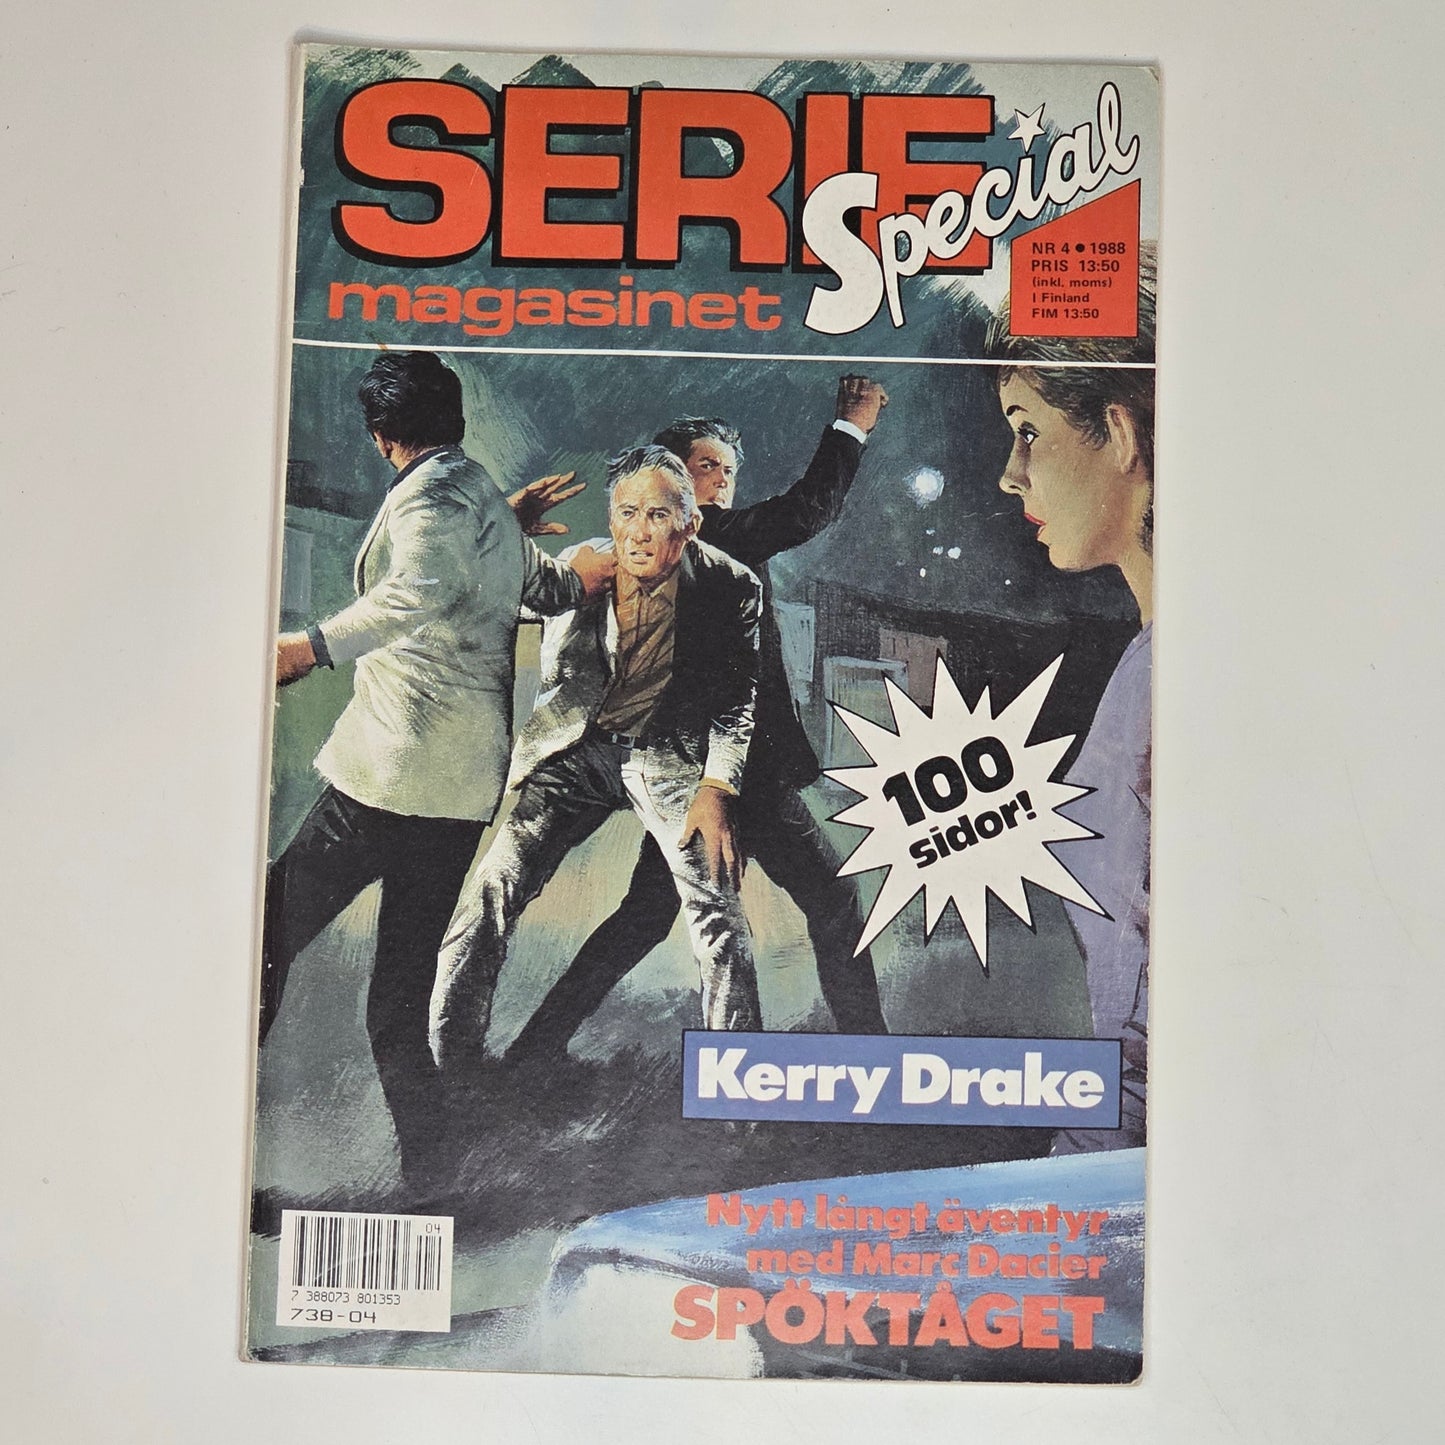 SERIE
Special
magasinet
NR 4 ● 1988
PRIS 13:50
(inkl. moms)
I Finland
FIM 13:50
100
sidor!
Kerry Drake
Nytt långt äventyr
med Marc Dacier
SPÖKTÅGET
04
7 388073 801353
738-04